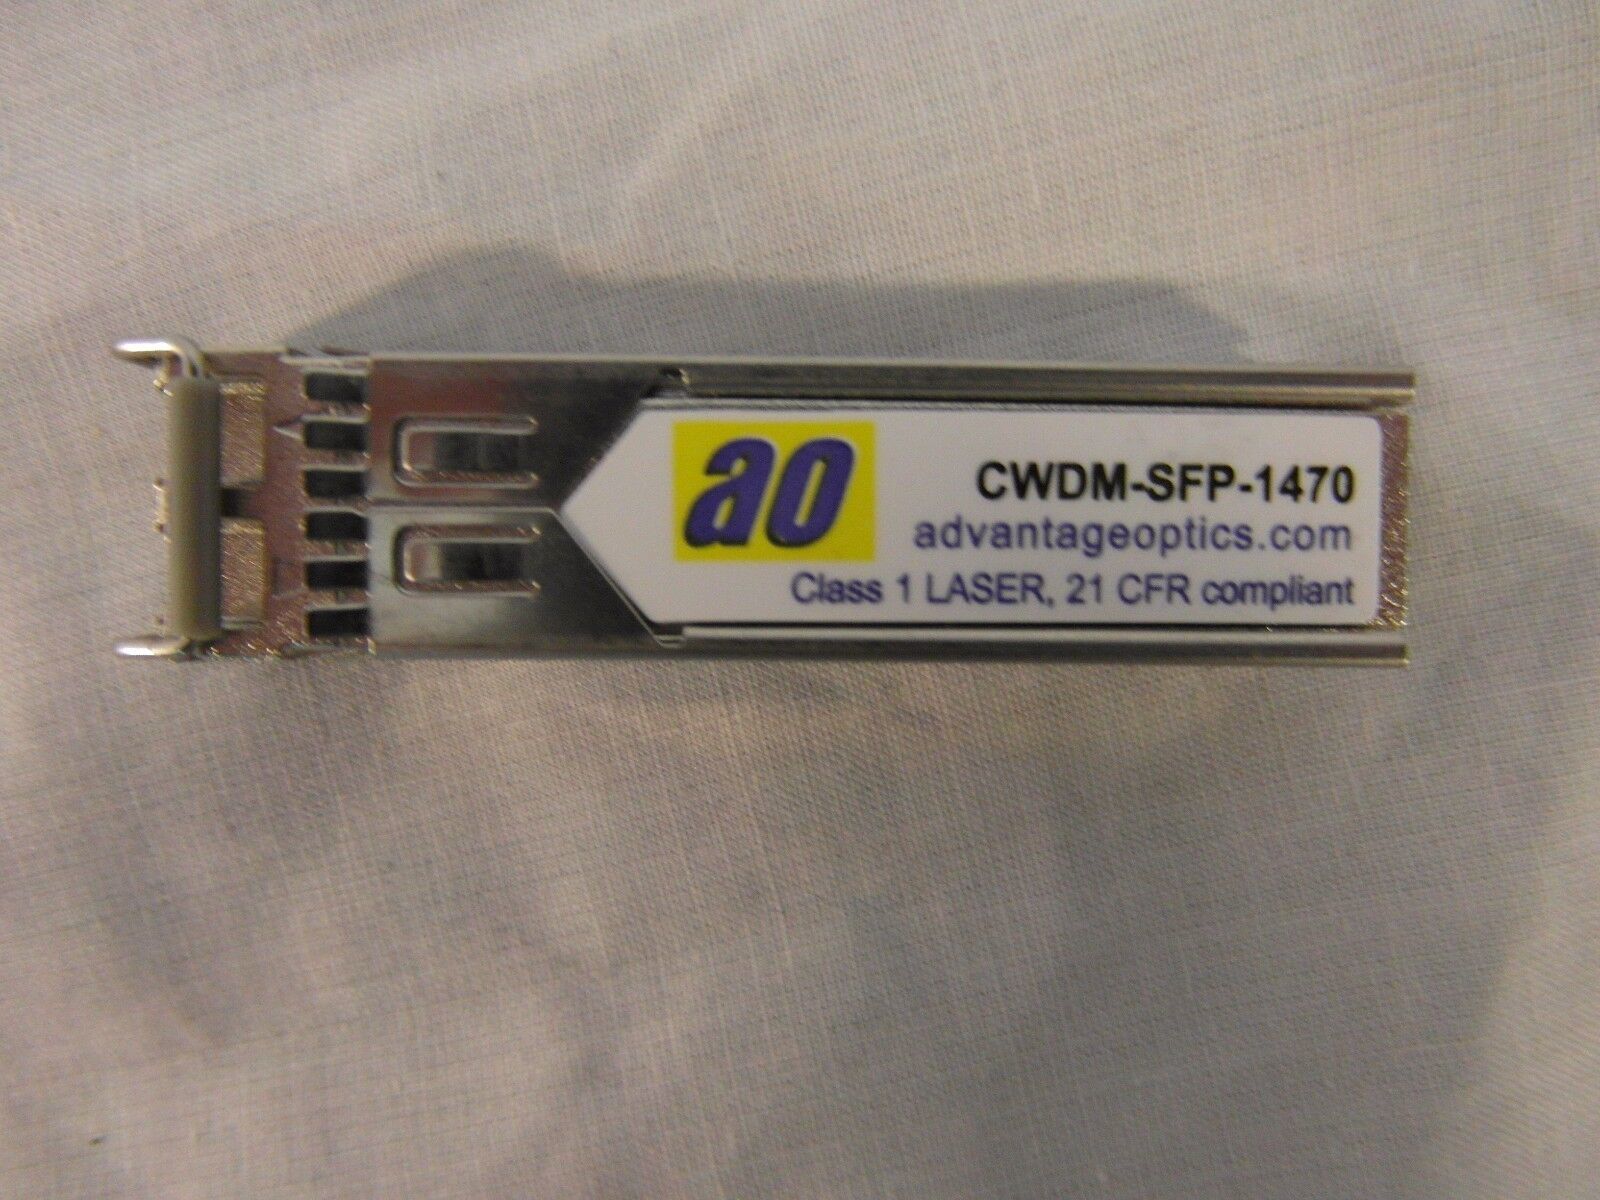 ao
CWDM-SFP-1470
advantageoptics.com
Class 1 LASER, 21 CFR compliant